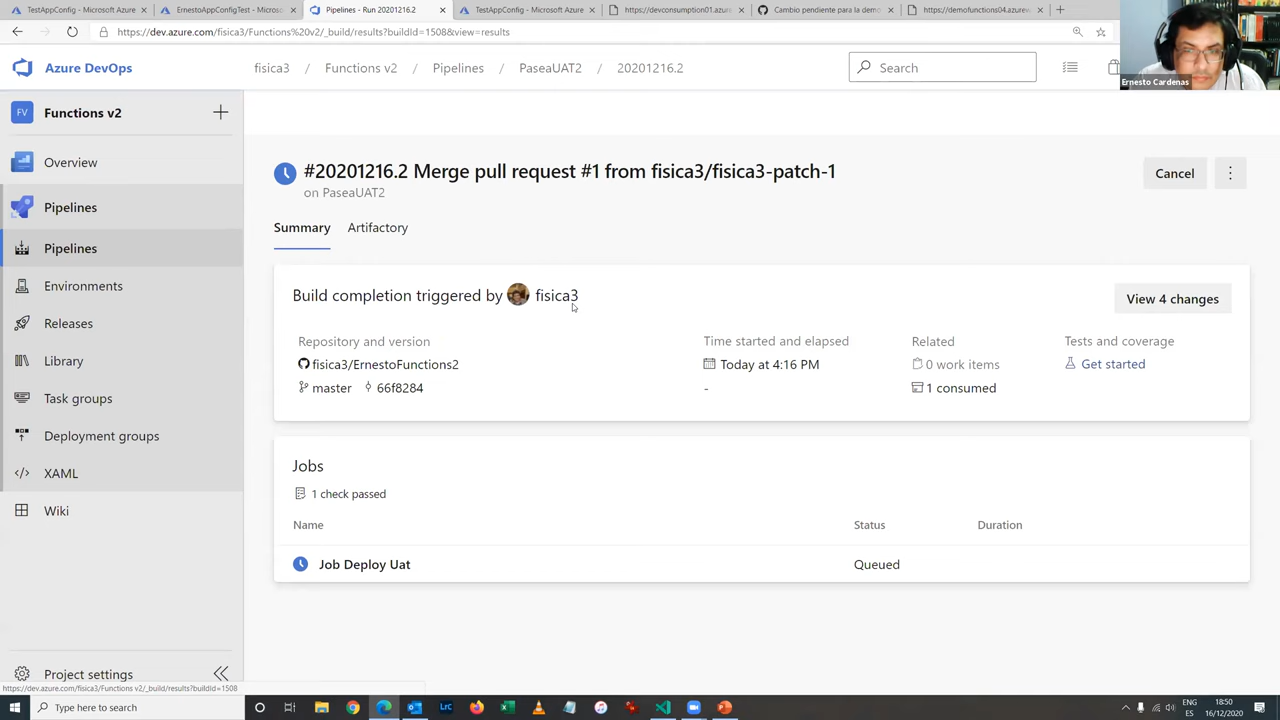 TestAppConfig - Microsoft Azure
ErnestoAppConfigTest - Microsoft
Pipelines - Run 20201216.2
TestAppConfig - Microsoft Azure
https://devconsumption01.azurew
Cambio pendiente para la demo
https://demofunctions04.azurew
https://dev.azure.com/fisica3/Functions%20v2/_build/results?buildId=1508&view=results
Azure DevOps
fisica3 / Functions v2 / Pipelines / PaseaUAT2 / 20201216.2
Search
Ernesto Cardenas
FV Functions v2
Overview
Pipelines
Pipelines
Environments
Releases
Library
Task groups
Deployment groups
XAML
Wiki
Project settings
#20201216.2 Merge pull request #1 from fisica3/fisica3-patch-1
on PaseaUAT2
Cancel
Summary
Artifactory
Build completion triggered by fisica3
View 4 changes
Repository and version
Time started and elapsed
Related
Tests and coverage
fisica3/ErnestoFunctions2
Today at 4:16 PM
0 work items
Get started
master 66f8284
-
1 consumed
Jobs
1 check passed
Name
Status
Duration
Job Deploy Uat
Queued
https://dev.azure.com/fisica3/Functions v2/_build/results?buildId=1508
Type here to search
ENG
ES
18:50
16/12/2020